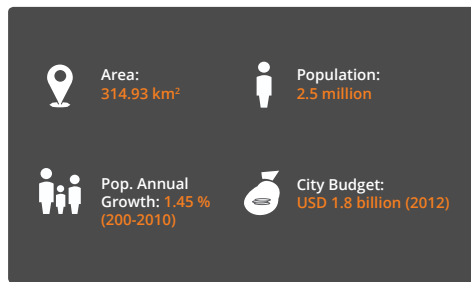 Area:
314.93 km²
Population:
2.5 million
Pop. Annual
Growth: 1.45 %
(200-2010)
City Budget:
USD 1.8 billion (2012)